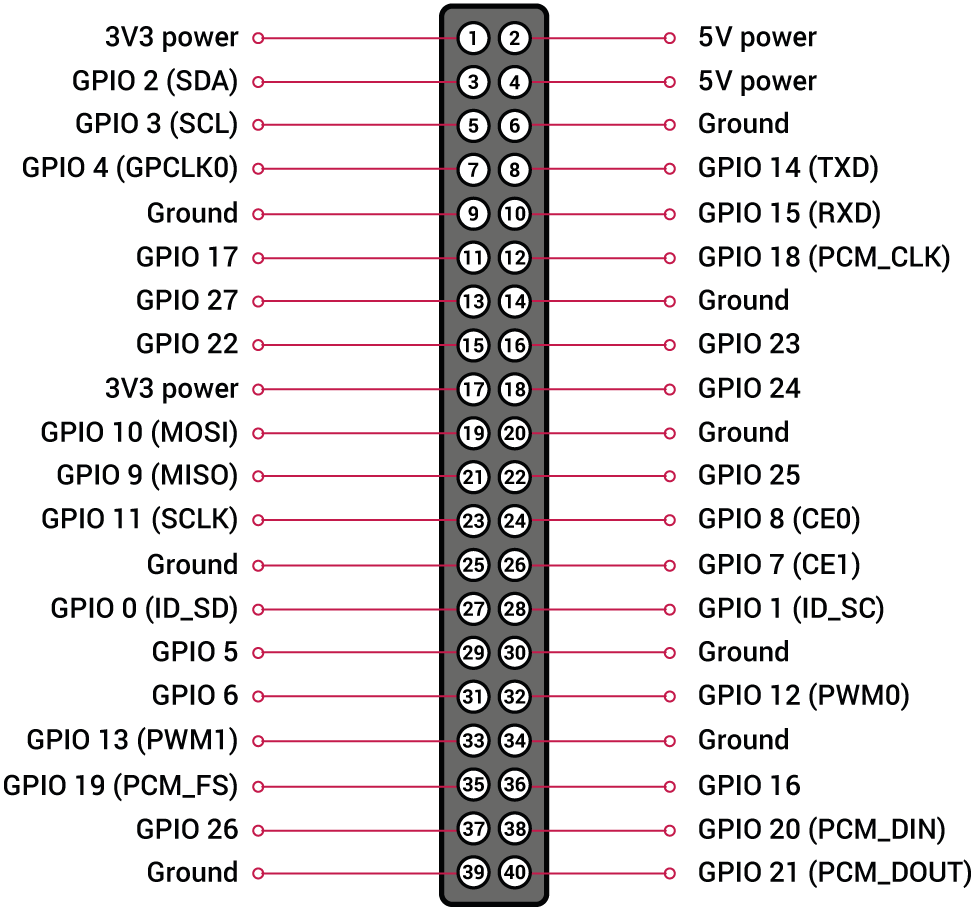 3V3 power 1 2 5V power
GPIO 2 (SDA) 3 4 5V power
GPIO 3 (SCL) 5 6 Ground
GPIO 4 (GPCLK0) 7 8 GPIO 14 (TXD)
Ground 9 10 GPIO 15 (RXD)
GPIO 17 11 12 GPIO 18 (PCM_CLK)
GPIO 27 13 14 Ground
GPIO 22 15 16 GPIO 23
3V3 power 17 18 GPIO 24
GPIO 10 (MOSI) 19 20 Ground
GPIO 9 (MISO) 21 22 GPIO 25
GPIO 11 (SCLK) 23 24 GPIO 8 (CE0)
Ground 25 26 GPIO 7 (CE1)
GPIO 0 (ID_SD) 27 28 GPIO 1 (ID_SC)
GPIO 5 29 30 Ground
GPIO 6 31 32 GPIO 12 (PWM0)
GPIO 13 (PWM1) 33 34 Ground
GPIO 19 (PCM_FS) 35 36 GPIO 16
GPIO 26 37 38 GPIO 20 (PCM_DIN)
Ground 39 40 GPIO 21 (PCM_DOUT)